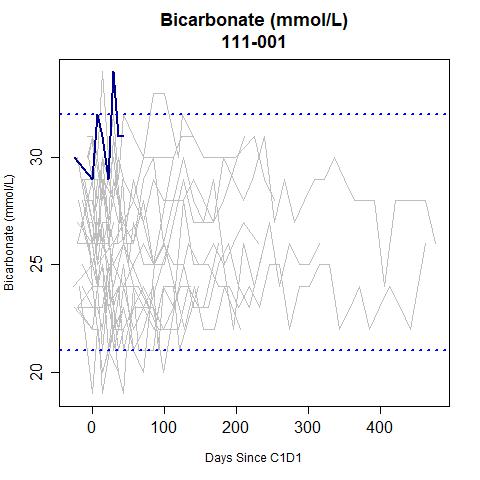 Bicarbonate (mmol/L)
111-001
Bicarbonate (mmol/L)
30
25
20
0 100 200 300 400
Days Since C1D1